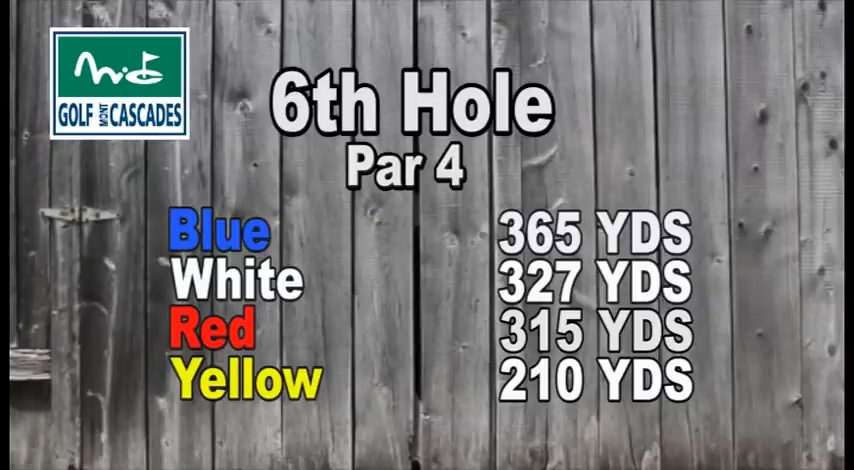 GOLF MONT CASCADES
6th Hole
Par 4
Blue 365 YDS
White 327 YDS
Red 315 YDS
Yellow 210 YDS